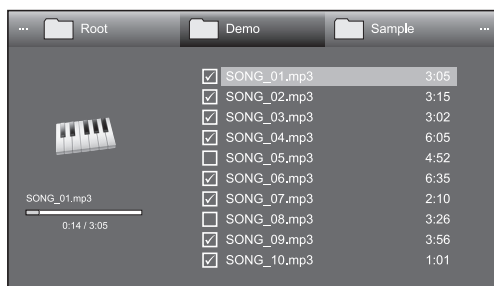 ... Root Demo Sample ...
SONG_01.mp3 3:05
SONG_02.mp3 3:15
SONG_03.mp3 3:02
SONG_04.mp3 6:05
SONG_05.mp3 4:52
SONG_06.mp3 6:35
SONG_07.mp3 2:10
SONG_08.mp3 3:26
SONG_09.mp3 3:56
SONG_10.mp3 1:01
SONG_01.mp3
0:14 / 3:05